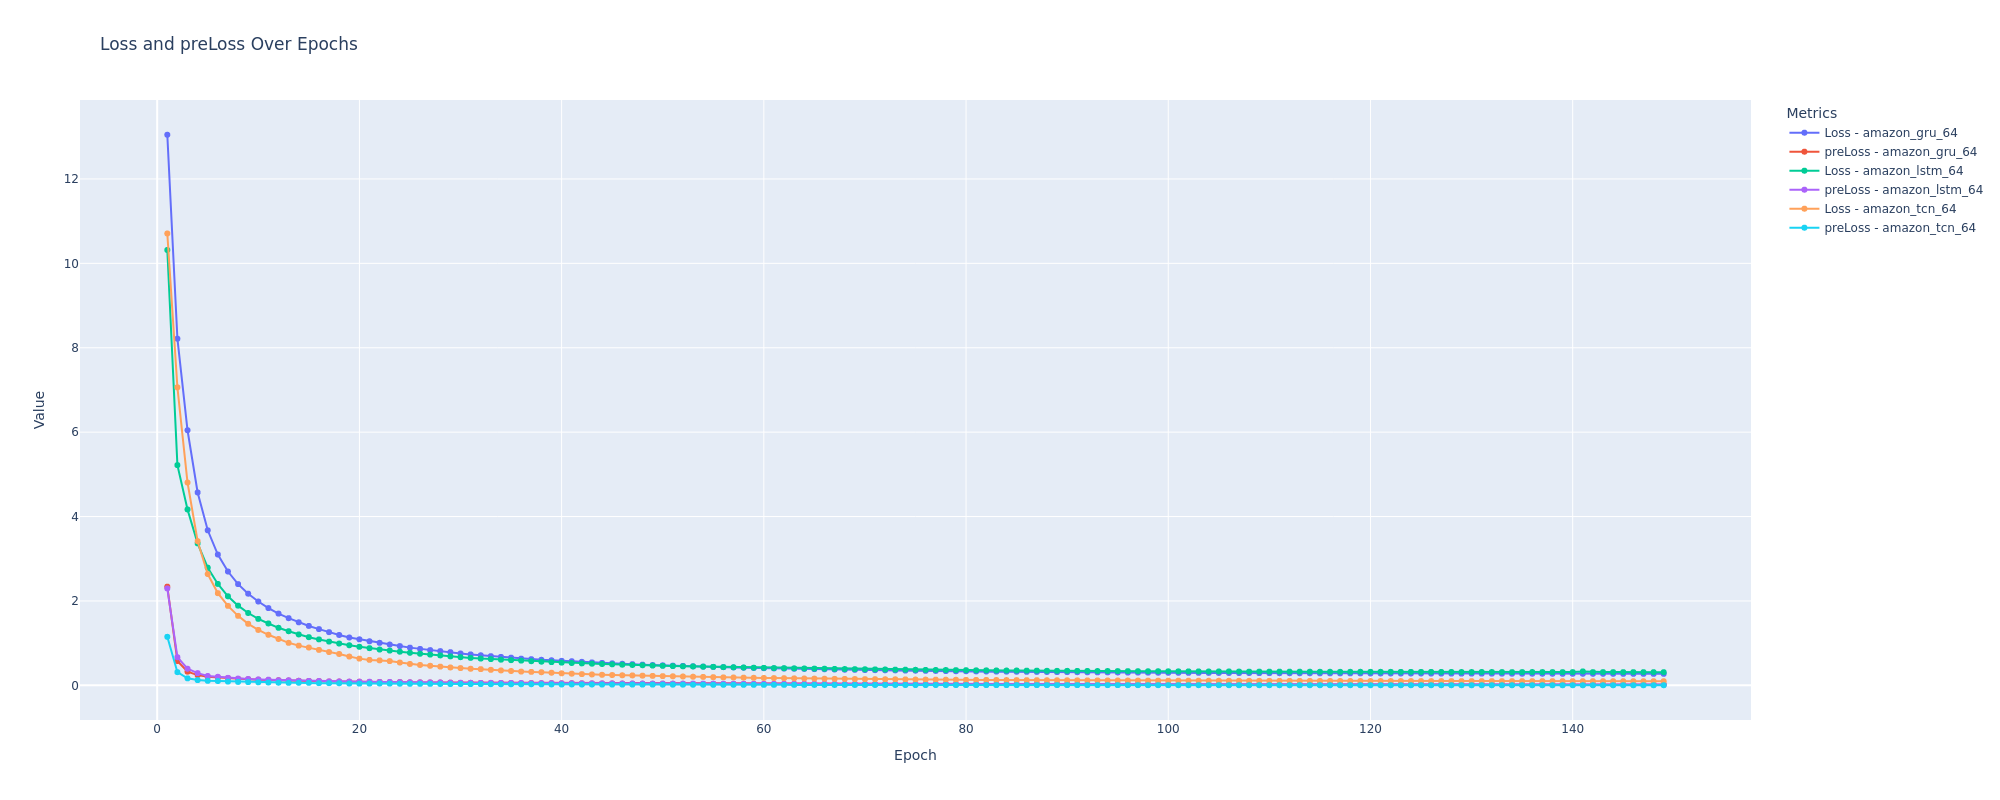 Loss and preLoss Over Epochs
Metrics
Loss - amazon_gru_64
preLoss - amazon_gru_64
Loss - amazon_lstm_64
preLoss - amazon_lstm_64
Loss - amazon_tcn_64
preLoss - amazon_tcn_64
Value
12
10
8
6
4
2
0
0 20 40 60 80 100 120 140
Epoch